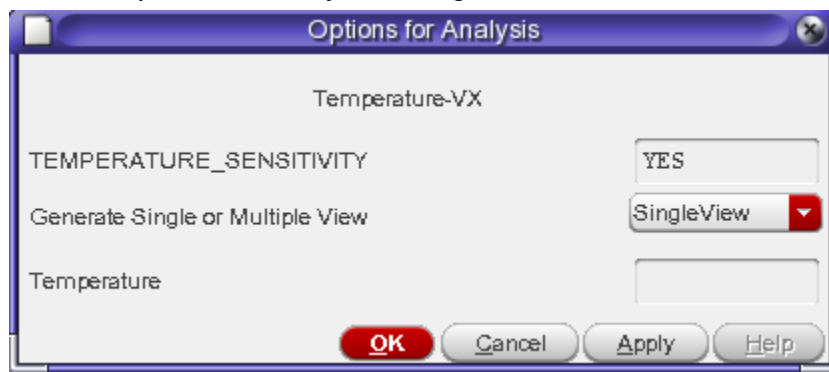 Options for Analysis
Temperature-VX
TEMPERATURE_SENSITIVITY YES
Generate Single or Multiple View SingleView
Temperature
OK Cancel Apply Help